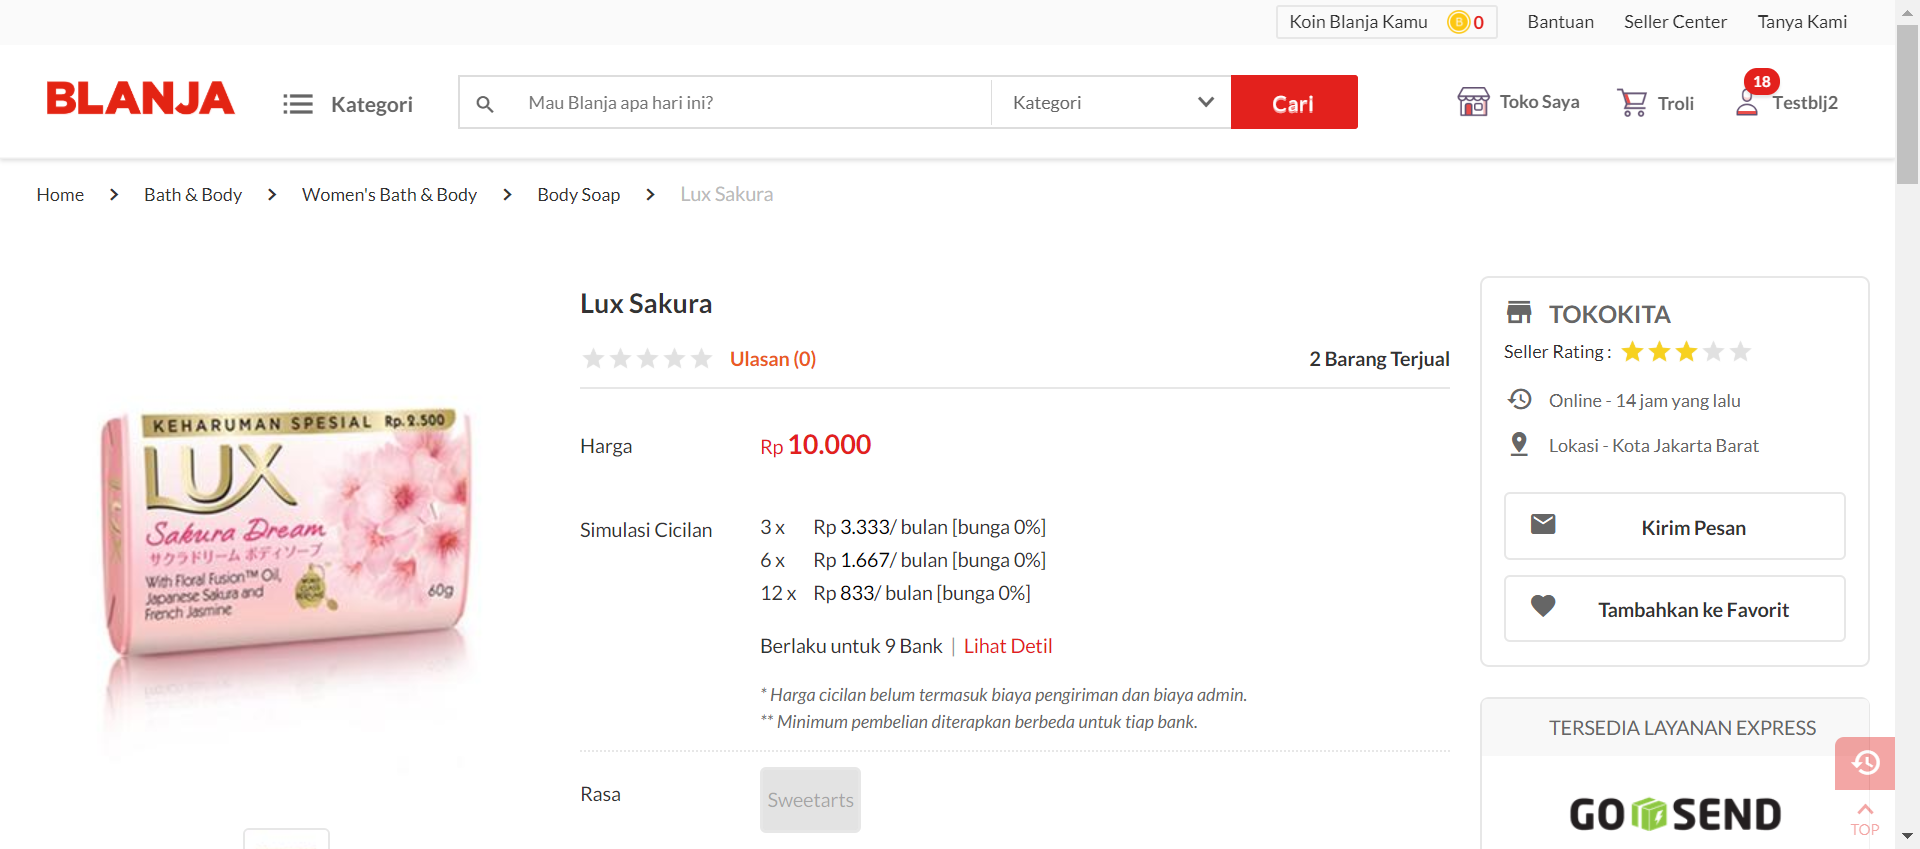 Koin Blanja Kamu B 0 Bantuan Seller Center Tanya Kami
BLANJA Kategori Mau Blanja apa hari ini? Kategori Cari Toko Saya Troli 18 Testblj2
Home > Bath & Body > Women's Bath & Body > Body Soap > Lux Sakura
KEHARUMAN SPESIAL Rp.2.500
LUX
LUX
Sakura Dream
サクラドリーム ボディソープ
With Floral Fusion™ Oil,
Japanese Sakura and
French Jasmine
60g
Lux Sakura
Ulasan (0) 2 Barang Terjual
Harga Rp 10.000
Simulasi Cicilan
3 x Rp 3.333/ bulan [bunga 0%]
6 x Rp 1.667/ bulan [bunga 0%]
12 x Rp 833/ bulan [bunga 0%]
Berlaku untuk 9 Bank | Lihat Detil
* Harga cicilan belum termasuk biaya pengiriman dan biaya admin.
** Minimum pembelian diterapkan berbeda untuk tiap bank.
Rasa Sweetarts
TOKOKITA
Seller Rating :
Online - 14 jam yang lalu
Lokasi - Kota Jakarta Barat
Kirim Pesan
Tambahkan ke Favorit
TERSEDIA LAYANAN EXPRESS
GO SEND
TOP